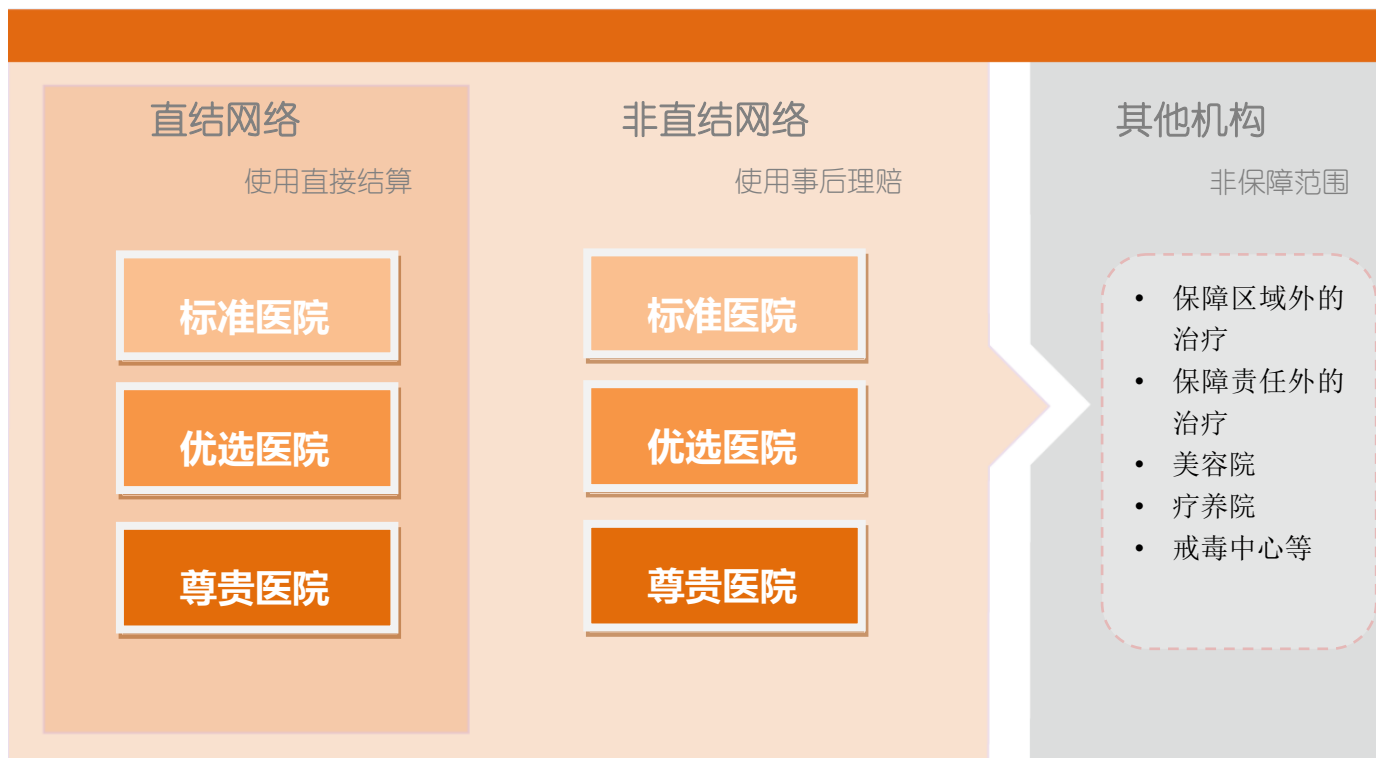 直结网络
使用直接结算
标准医院
优选医院
尊贵医院
非直结网络
使用事后理赔
标准医院
优选医院
尊贵医院
其他机构
非保障范围
• 保障区域外的
治疗
• 保障责任外的
治疗
• 美容院
• 疗养院
• 戒毒中心等